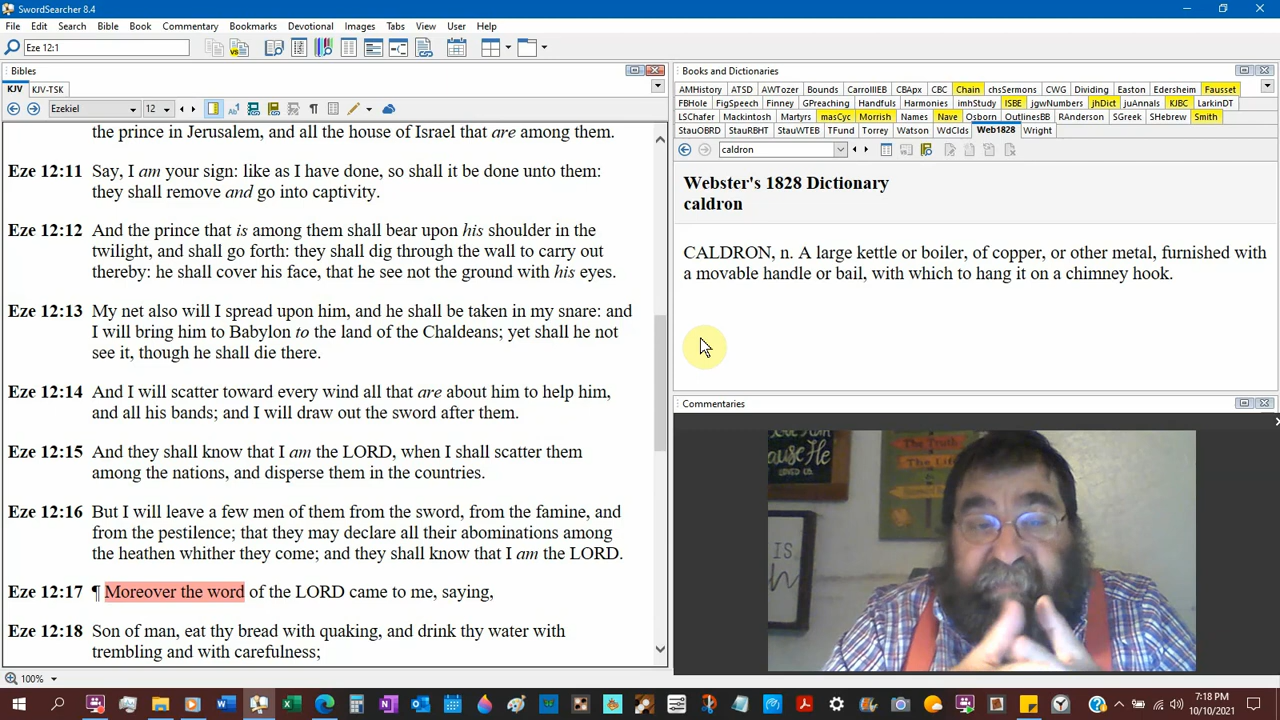 SwordSearcher 8.4
File Edit Search Bible Book Commentary Bookmarks Devotional Images Tabs View User Help
Eze 12:1
Bibles
KJV KJV-TSK
Ezekiel 12
the prince in Jerusalem, and all the house of Israel that are among them.
Eze 12:11 Say, I am your sign: like as I have done, so shall it be done unto them:
they shall remove and go into captivity.
Eze 12:12 And the prince that is among them shall bear upon his shoulder in the
twilight, and shall go forth: they shall dig through the wall to carry out
thereby: he shall cover his face, that he see not the ground with his eyes.
Eze 12:13 My net also will I spread upon him, and he shall be taken in my snare: and
I will bring him to Babylon to the land of the Chaldeans; yet shall he not
see it, though he shall die there.
Eze 12:14 And I will scatter toward every wind all that are about him to help him,
and all his bands; and I will draw out the sword after them.
Eze 12:15 And they shall know that I am the LORD, when I shall scatter them
among the nations, and disperse them in the countries.
Eze 12:16 But I will leave a few men of them from the sword, from the famine, and
from the pestilence; that they may declare all their abominations among
the heathen whither they come; and they shall know that I am the LORD.
Eze 12:17 ¶ Moreover the word of the LORD came to me, saying,
Eze 12:18 Son of man, eat thy bread with quaking, and drink thy water with
trembling and with carefulness;
100%
Books and Dictionaries
AMHistory ATSD AWTozer Bounds CarrollEIB CBApx CBC Chain chsSermons CWG Dividing Easton Edersheim Fausset
FBHole FigSpeech Finney GPreaching Handfuls Harmonies imhStudy ISBE jgwNumbers jhDict juAnnals KJBC LarkinDT
LSChafer Mackintosh Martyrs masCyc Morrish Names Nave Osborn OutlinesBB RAnderson SGreek SHebrew Smith
StauOBRD StauRBHT StauWTEB TFund Torrey Watson WdClds Web1828 Wright
caldron
Webster's 1828 Dictionary
caldron
CALDRON, n. A large kettle or boiler, of copper, or other metal, furnished with
a movable handle or bail, with which to hang it on a chimney hook.
Commentaries
cause He
LOVED US.
The Truth
The Life
IS
7:18 PM
10/10/2021